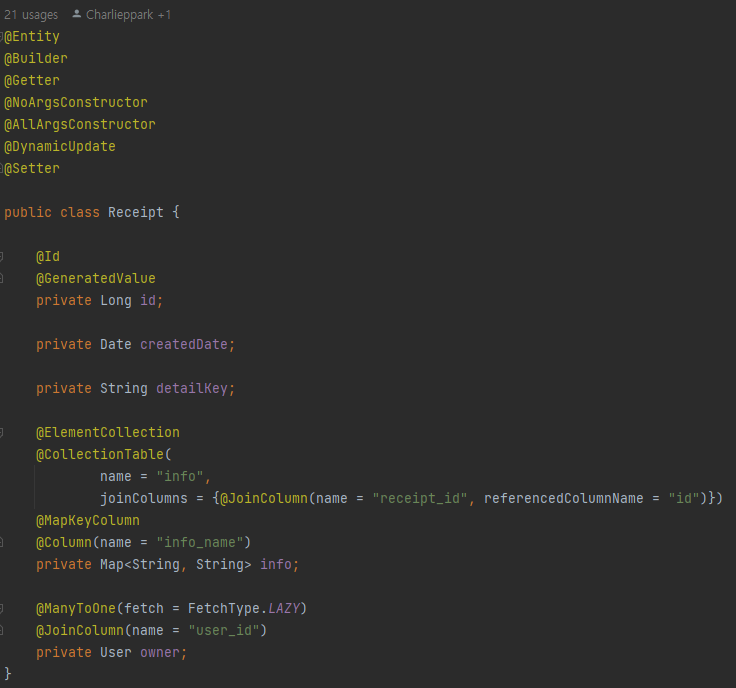 21 usages Charlieppark +1
@Entity
@Builder
@Getter
@NoArgsConstructor
@AllArgsConstructor
@DynamicUpdate
@Setter
public class Receipt {
@Id
@GeneratedValue
private Long id;
private Date createdDate;
private String detailKey;
@ElementCollection
@CollectionTable(
name = "info",
joinColumns = {@JoinColumn(name = "receipt_id", referencedColumnName = "id")})
@MapKeyColumn
@Column(name = "info_name")
private Map<String, String> info;
@ManyToOne(fetch = FetchType.LAZY)
@JoinColumn(name = "user_id")
private User owner;
}